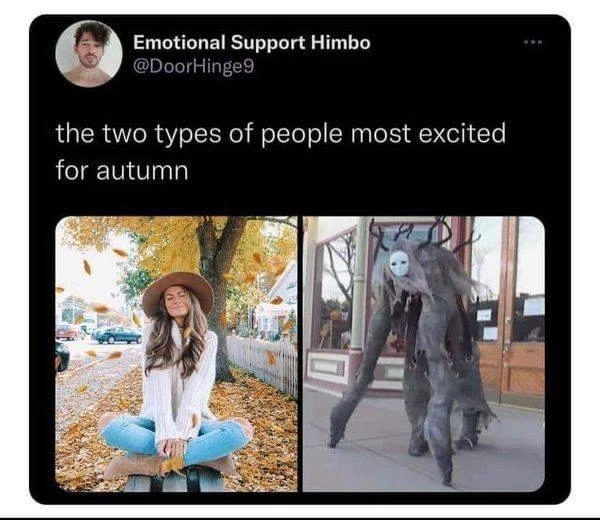 Emotional Support Himbo
@DoorHinge9
the two types of people most excited
for autumn